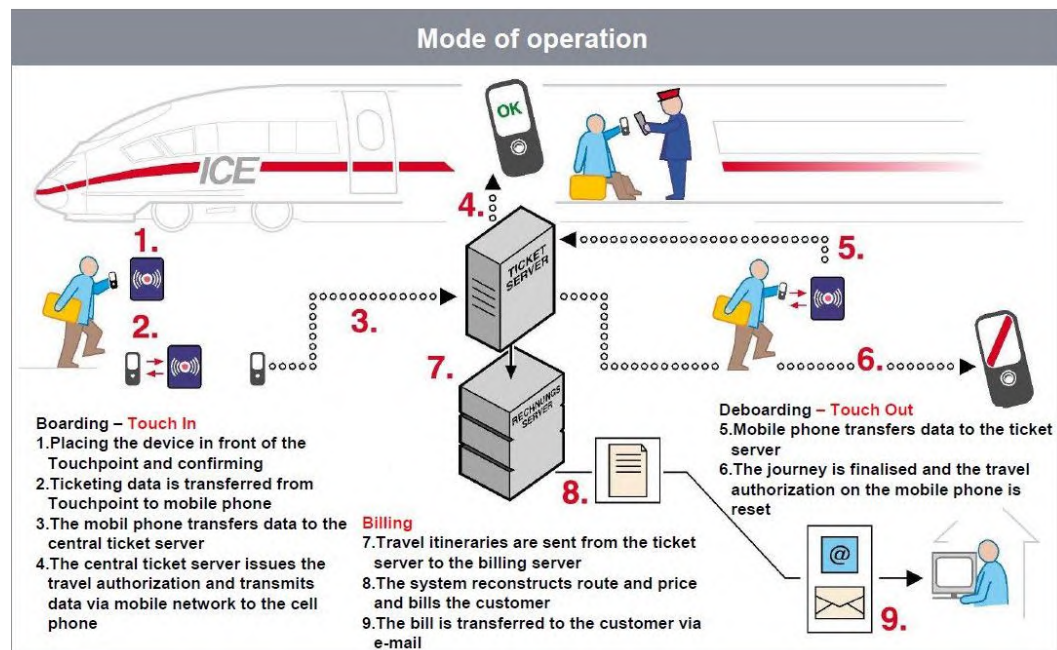 Mode of operation
OK
ICE
4.
1.
TICKET
SERVER
5.
2.
3.
7.
6.
RECHNUNGS
SERVER
Boarding – Touch In
1.Placing the device in front of the
Touchpoint and confirming
2.Ticketing data is transferred from
Touchpoint to mobile phone
3.The mobil phone transfers data to the
central ticket server
4.The central ticket server issues the
travel authorization and transmits
data via mobile network to the cell
phone
8.
Billing
7.Travel itineraries are sent from the ticket
server to the billing server
8.The system reconstructs route and price
and bills the customer
9.The bill is transferred to the customer via
e-mail
Deboarding – Touch Out
5.Mobile phone transfers data to the ticket
server
6.The journey is finalised and the travel
authorization on the mobile phone is
reset
@
9.